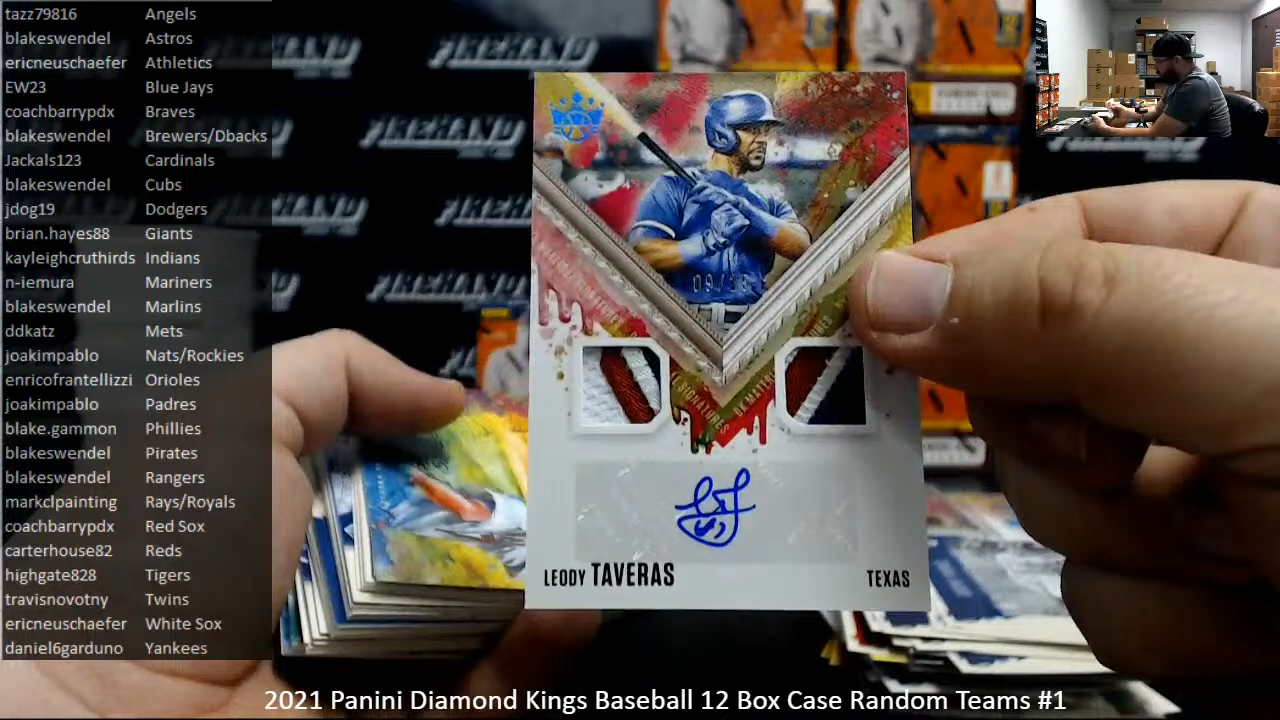 tazz79816 Angels
blakeswendel Astros
ericneuschaefer Athletics
EW23 Blue Jays
coachbarrypdx Braves
blakeswendel Brewers/Dbacks
Jackals123 Cardinals
blakeswendel Cubs
jdog19 Dodgers
brian.hayes88 Giants
kayleighcruthirds Indians
n-iemura Mariners
blakeswendel Marlins
ddkatz Mets
joakimpablo Nats/Rockies
enricofrantellizzi Orioles
joakimpablo Padres
blake.gammon Phillies
blakeswendel Pirates
blakeswendel Rangers
markclpainting Rays/Royals
coachbarrypdx Red Sox
carterhouse82 Reds
highgate828 Tigers
travisnovotny Twins
ericneuschaefer White Sox
daniel6garduno Yankees
FIREHAND
09/
SIGNATURES
LEODY TAVERAS TEXAS
2021 Panini Diamond Kings Baseball 12 Box Case Random Teams #1